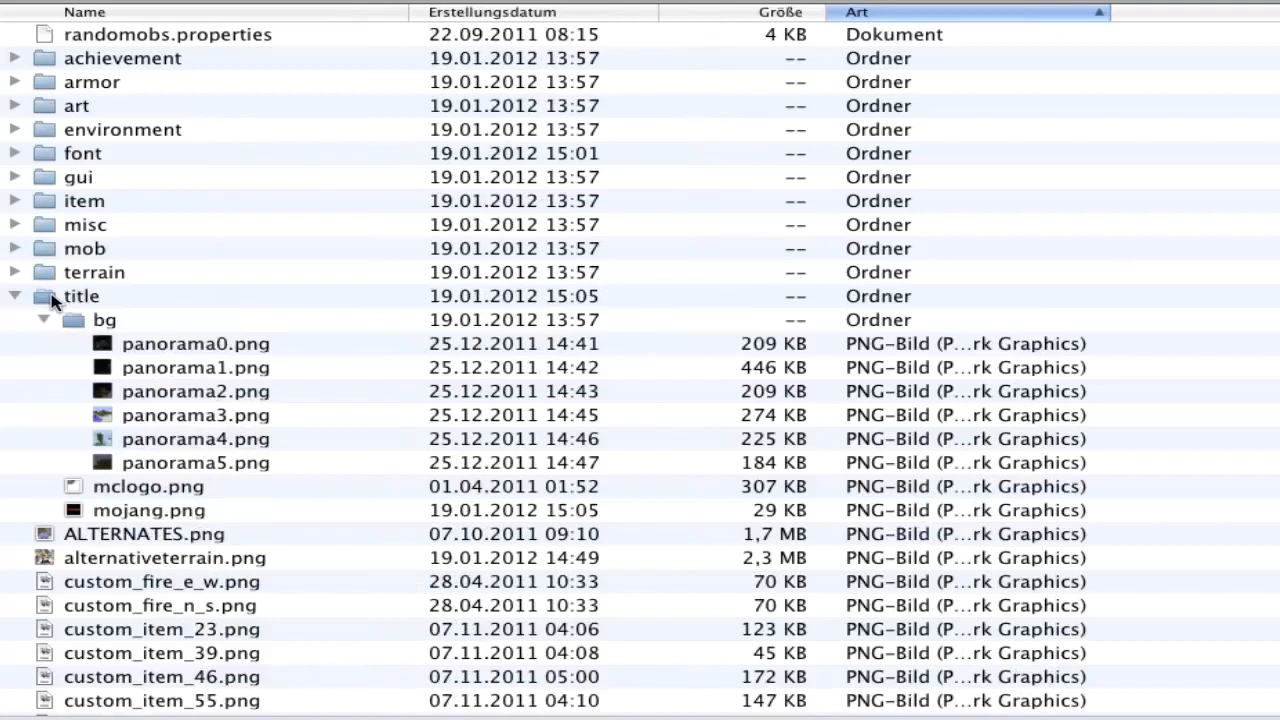 Name Erstellungsdatum Größe Art
randomobs.properties 22.09.2011 08:15 4 KB Dokument
achievement 19.01.2012 13:57 -- Ordner
armor 19.01.2012 13:57 -- Ordner
art 19.01.2012 13:57 -- Ordner
environment 19.01.2012 13:57 -- Ordner
font 19.01.2012 15:01 -- Ordner
gui 19.01.2012 13:57 -- Ordner
item 19.01.2012 13:57 -- Ordner
misc 19.01.2012 13:57 -- Ordner
mob 19.01.2012 13:57 -- Ordner
terrain 19.01.2012 13:57 -- Ordner
title 19.01.2012 15:05 -- Ordner
bg 19.01.2012 13:57 -- Ordner
panorama0.png 25.12.2011 14:41 209 KB PNG-Bild (P...rk Graphics)
panorama1.png 25.12.2011 14:42 446 KB PNG-Bild (P...rk Graphics)
panorama2.png 25.12.2011 14:43 209 KB PNG-Bild (P...rk Graphics)
panorama3.png 25.12.2011 14:45 274 KB PNG-Bild (P...rk Graphics)
panorama4.png 25.12.2011 14:46 225 KB PNG-Bild (P...rk Graphics)
panorama5.png 25.12.2011 14:47 184 KB PNG-Bild (P...rk Graphics)
mclogo.png 01.04.2011 01:52 307 KB PNG-Bild (P...rk Graphics)
mojang.png 19.01.2012 15:05 29 KB PNG-Bild (P...rk Graphics)
ALTERNATES.png 07.10.2011 09:10 1,7 MB PNG-Bild (P...rk Graphics)
alternativeterrain.png 19.01.2012 14:49 2,3 MB PNG-Bild (P...rk Graphics)
custom_fire_e_w.png 28.04.2011 10:33 70 KB PNG-Bild (P...rk Graphics)
custom_fire_n_s.png 28.04.2011 10:33 70 KB PNG-Bild (P...rk Graphics)
custom_item_23.png 07.11.2011 04:06 123 KB PNG-Bild (P...rk Graphics)
custom_item_39.png 07.11.2011 04:08 45 KB PNG-Bild (P...rk Graphics)
custom_item_46.png 07.11.2011 05:00 172 KB PNG-Bild (P...rk Graphics)
custom_item_55.png 07.11.2011 04:10 147 KB PNG-Bild (P...rk Graphics)